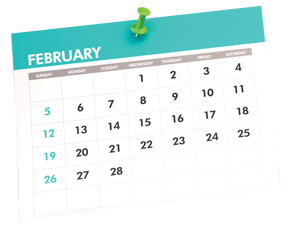 FEBRUARY
SUNDAY MONDAY TUESDAY WEDNESDAY THURSDAY FRIDAY SATURDAY
1 2 3 4
5 6 7 8 9 10 11
12 13 14 15 16 17 18
19 20 21 22 23 24 25
26 27 28